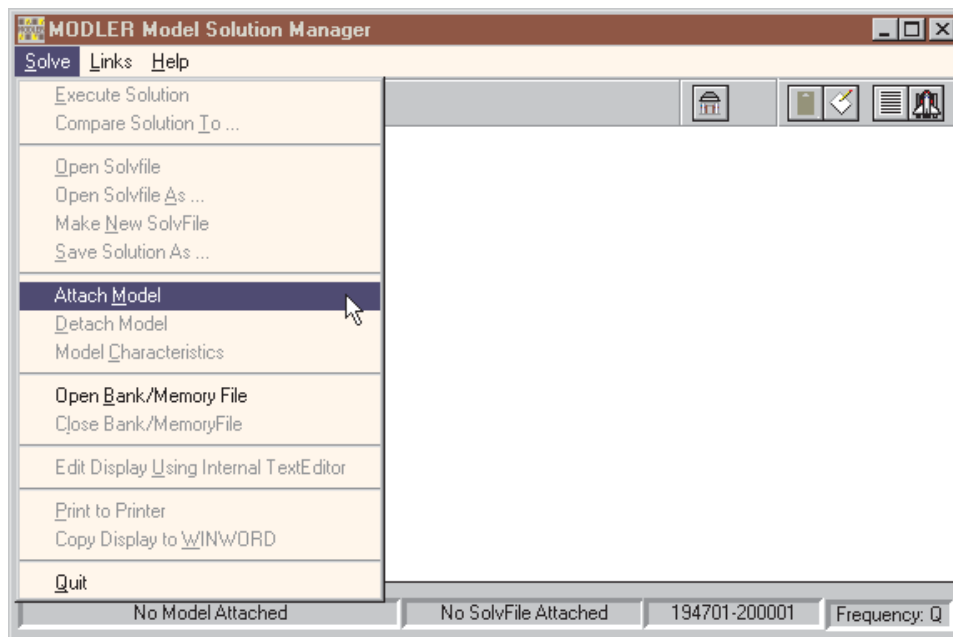 MODLER Model Solution Manager
Solve Links Help
Execute Solution
Compare Solution To ...
Open Solvfile
Open Solvfile As ...
Make New SolvFile
Save Solution As ...
Attach Model
Detach Model
Model Characteristics
Open Bank/Memory File
Close Bank/MemoryFile
Edit Display Using Internal TextEditor
Print to Printer
Copy Display to WINWORD
Quit
No Model Attached No SolvFile Attached 194701-200001 Frequency: Q